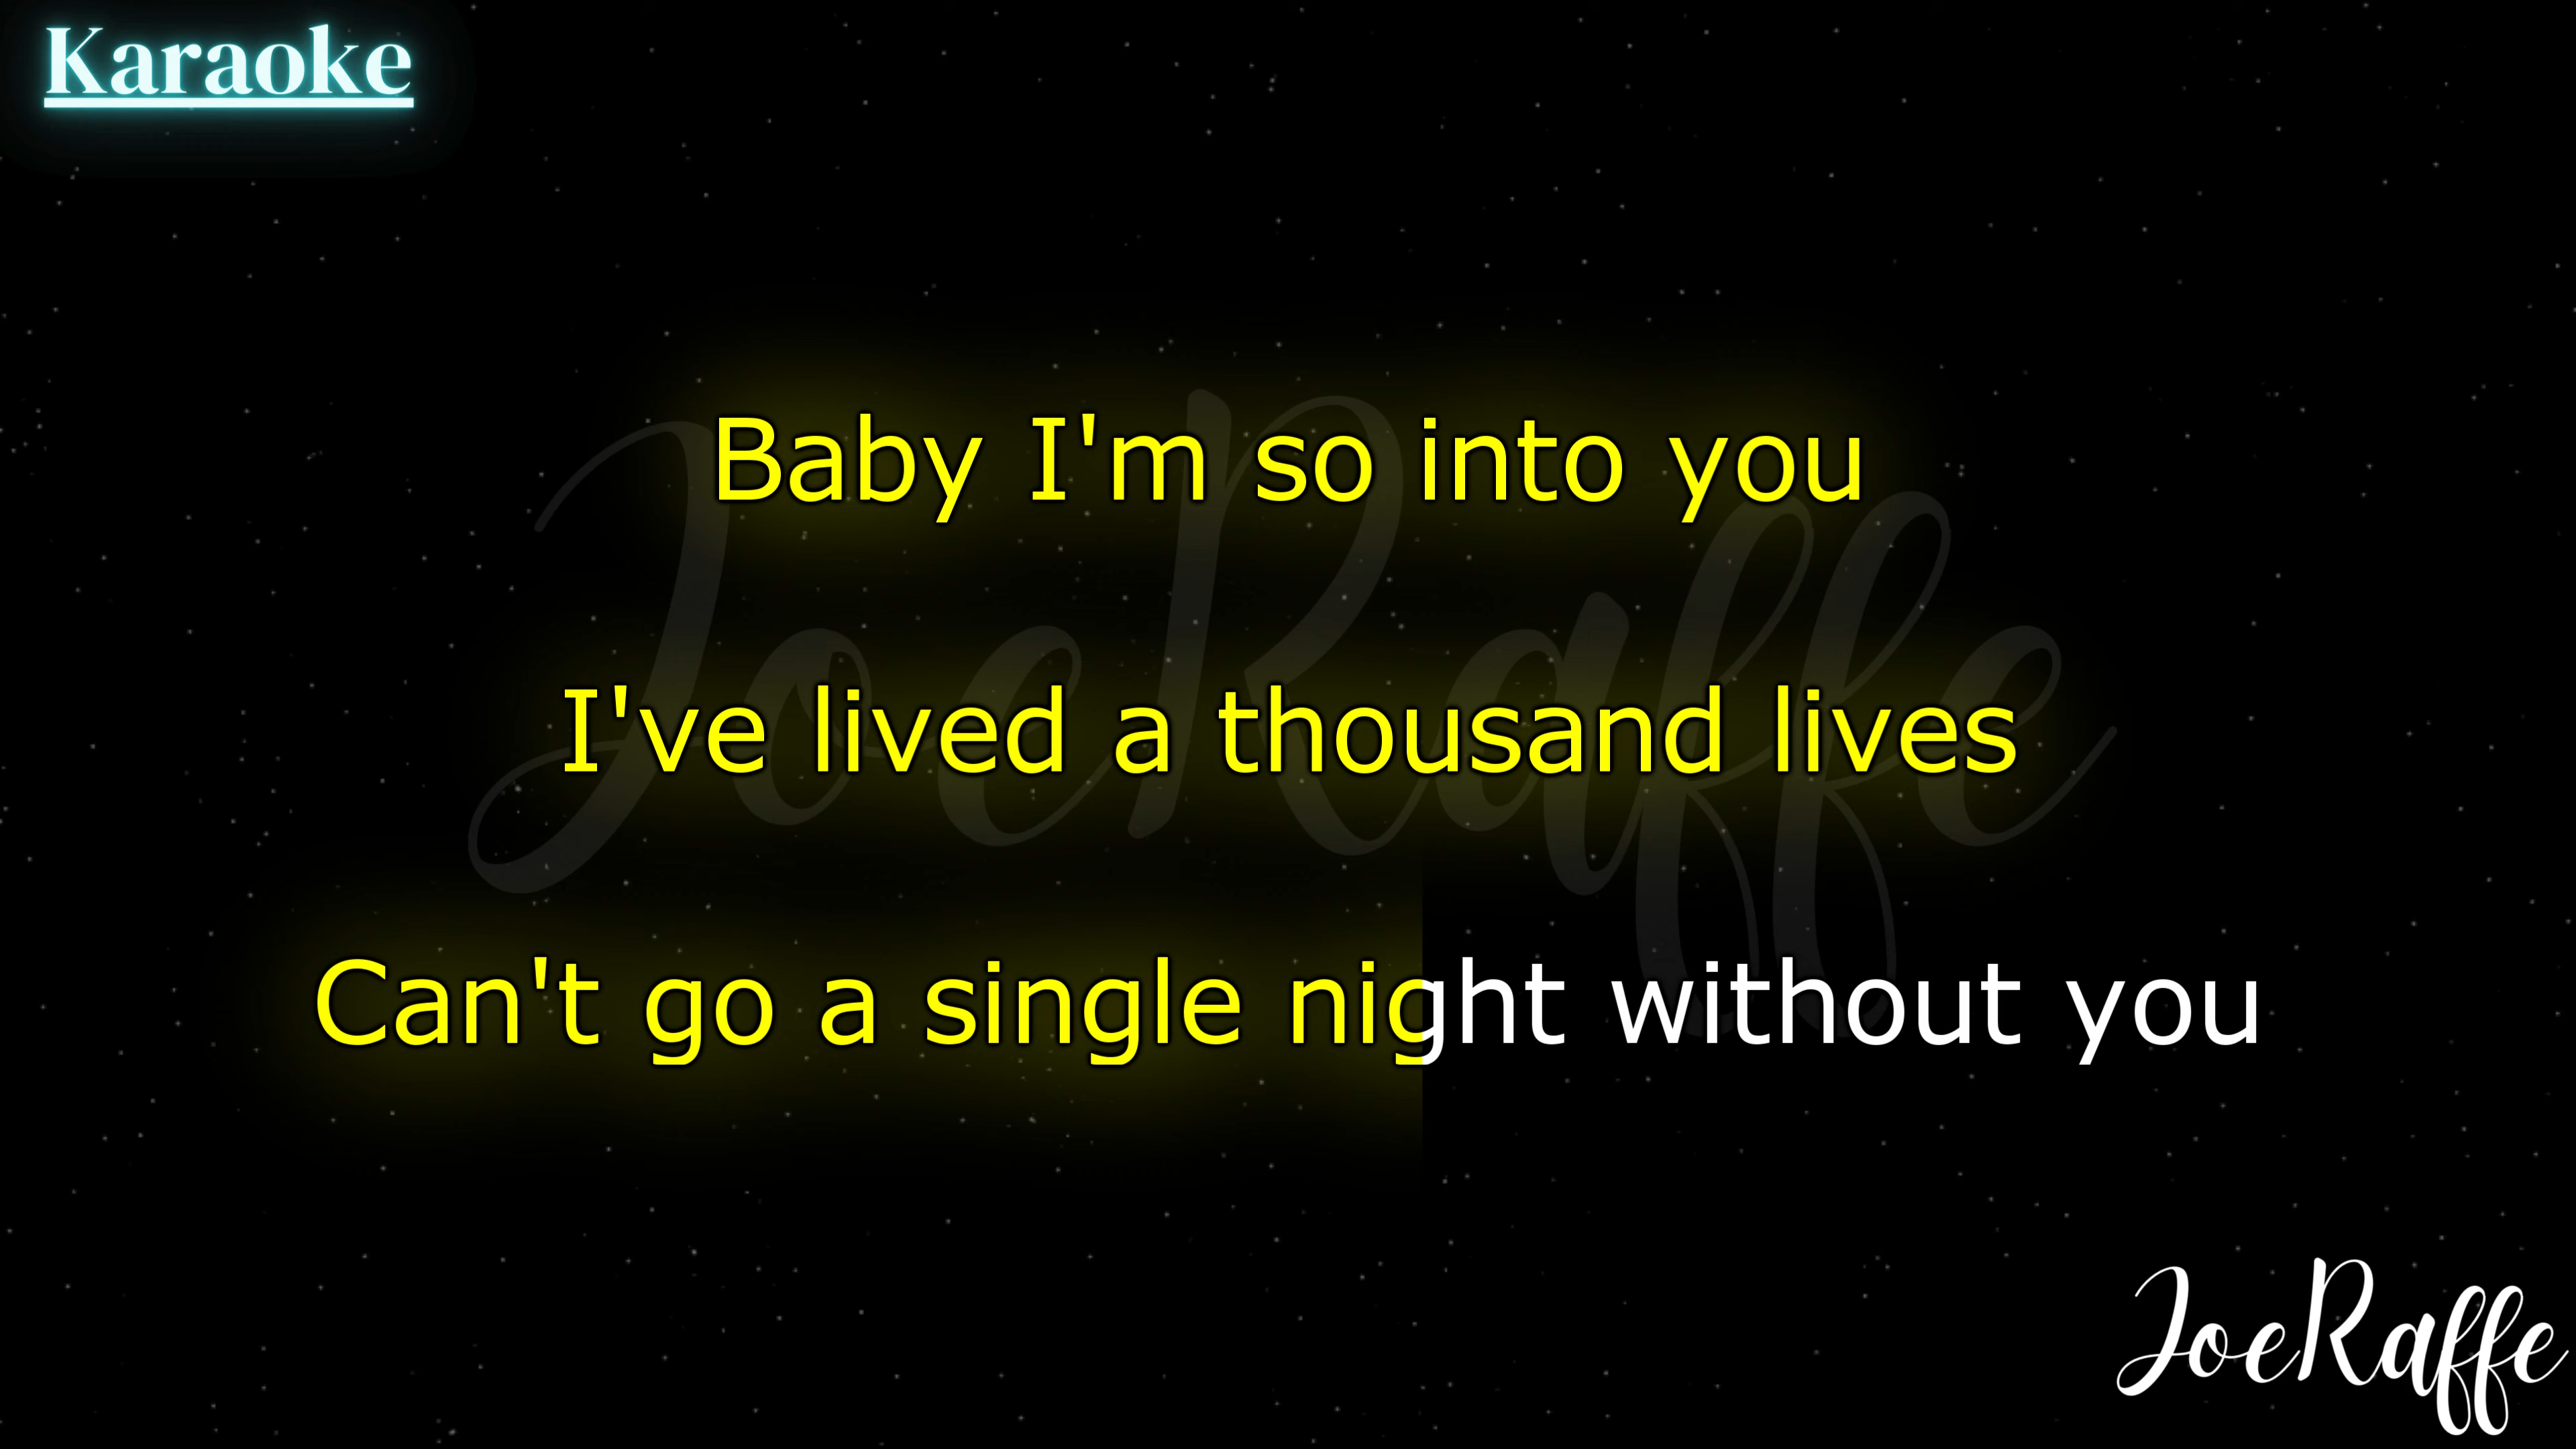 Karaoke
Baby I'm so into you
I've lived a thousand lives
Can't go a single night without you
JoeRaffe
JoeRaffe